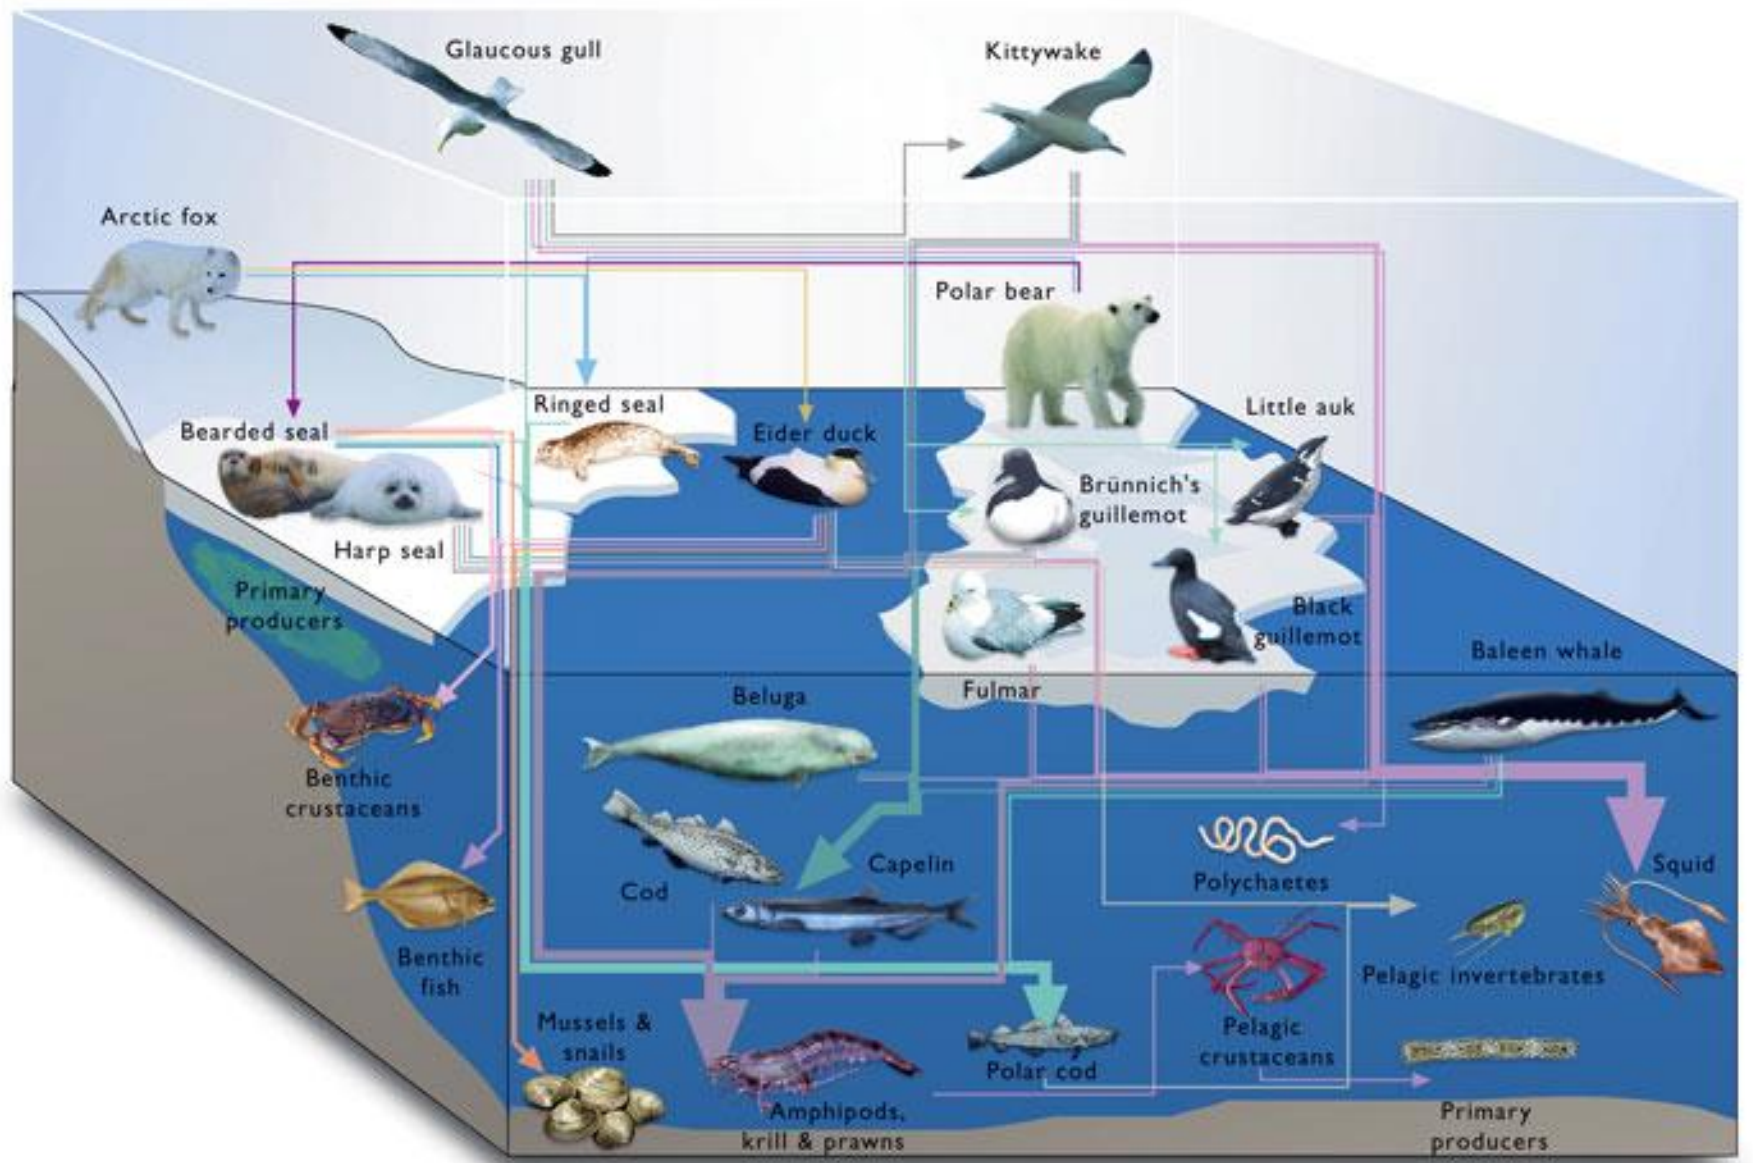 Glaucous gull
Kittywake
Arctic fox
Polar bear
Ringed seal
Little auk
Bearded seal
Eider duck
Brünnich's
guillemot
Harp seal
Primary
producers
Black
guillemot
Baleen whale
Beluga
Fulmar
Benthic
crustaceans
Capelin
Cod
Polychaetes
Squid
Benthic
fish
Pelagic invertebrates
Mussels &
snails
Pelagic
crustaceans
Polar cod
Amphipods,
krill & prawns
Primary
producers